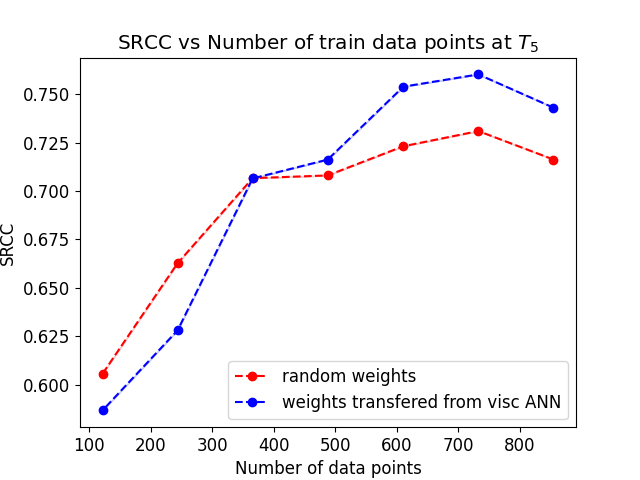 SRCC vs Number of train data points at $T_5$
0.750
0.725
0.700
0.675
0.650
0.625
0.600
SRCC
random weights
weights transfered from visc ANN
100 200 300 400 500 600 700 800
Number of data points